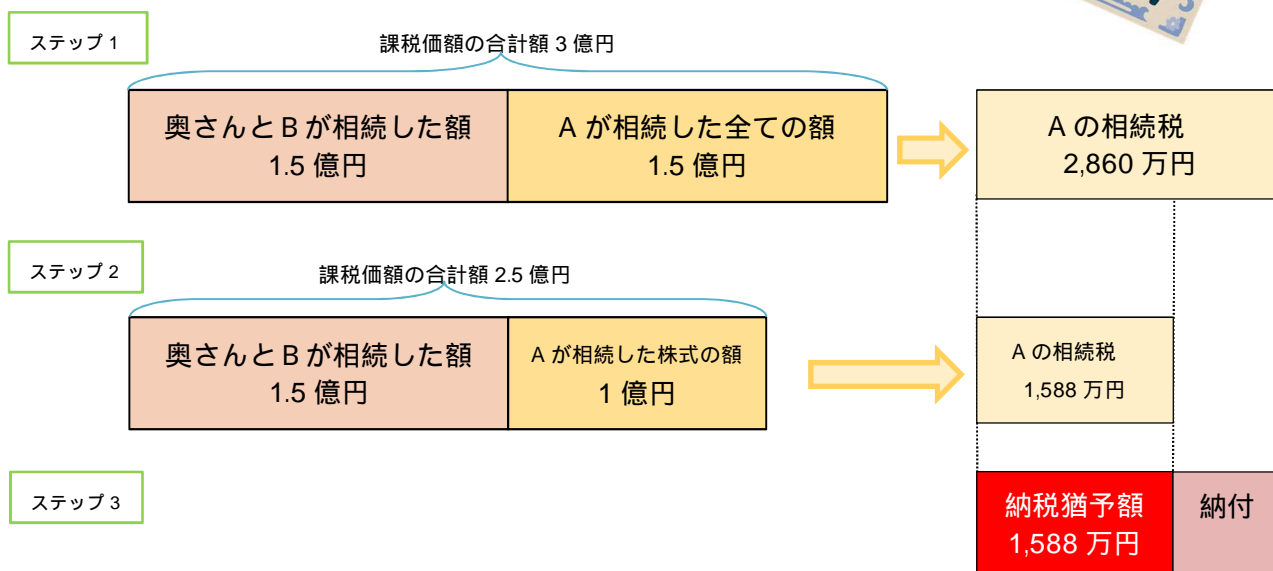 ステップ 1
課税価額の合計額 3 億円
奥さんと B が相続した額
1.5 億円
A が相続した全ての額
1.5 億円
A の相続税
2,860 万円
ステップ 2
課税価額の合計額 2.5 億円
奥さんと B が相続した額
1.5 億円
A が相続した株式の額
1 億円
A の相続税
1,588 万円
ステップ 3
納税猶予額
1,588 万円
納付